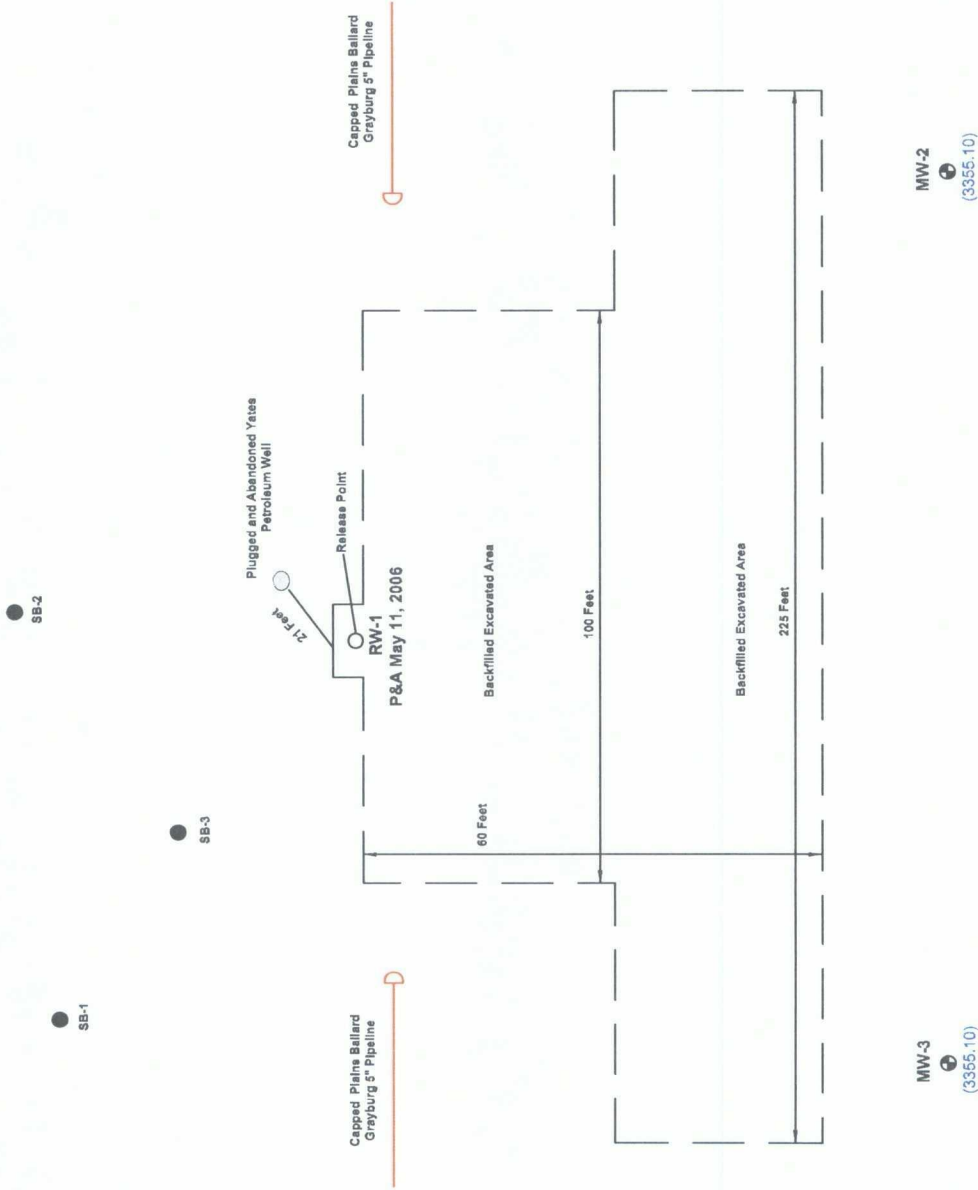 SB-2
SB-1
SB-3
Plugged and Abandoned Yates
Petroleum Well
21 Feet
Release Point
RW-1
P&A May 11, 2006
Capped Plains Ballard
Grayburg 5" Pipeline
Capped Plains Ballard
Grayburg 5" Pipeline
Backfilled Excavated Area
60 Feet
100 Feet
Backfilled Excavated Area
225 Feet
MW-3
(3355.10)
MW-2
(3355.10)